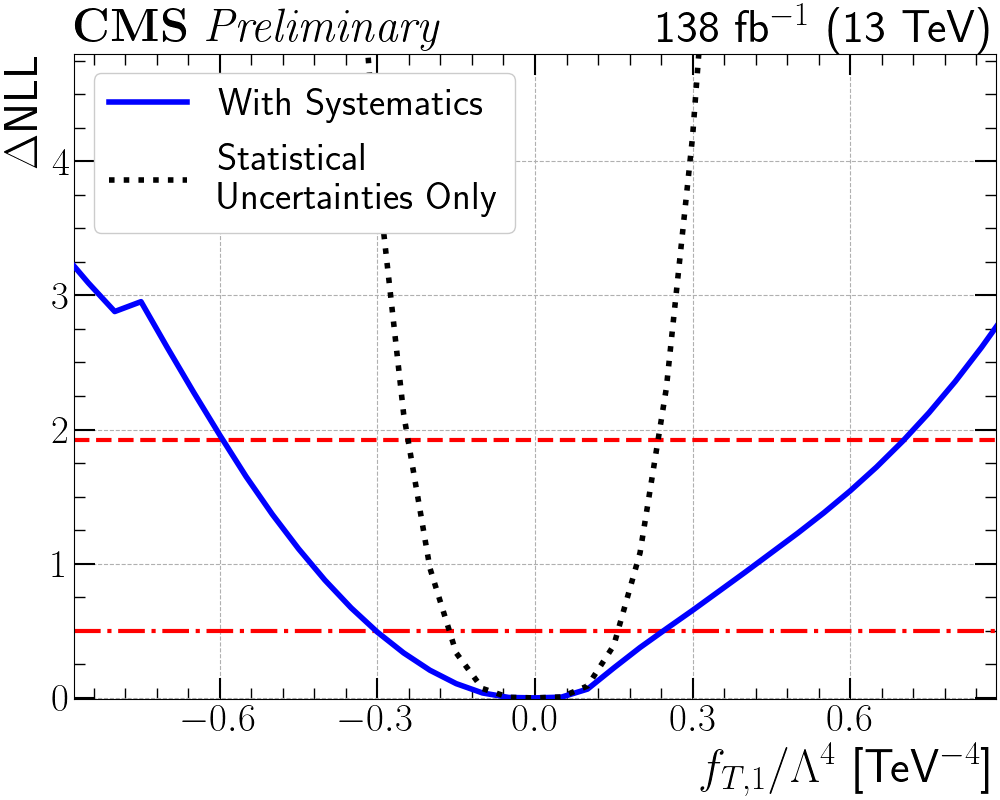 CMS Preliminary 138 fb⁻¹ (13 TeV)
ΔNLL
With Systematics
Statistical
Uncertainties Only
4
3
2
1
0
−0.6 −0.3 0.0 0.3 0.6
f_{T,1}/Λ⁴ [TeV⁻⁴]